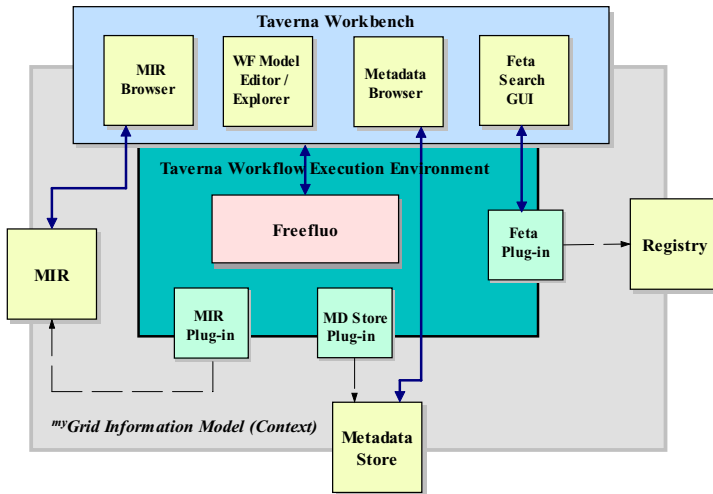 Taverna Workbench
MIR
Browser
WF Model
Editor /
Explorer
Metadata
Browser
Feta
Search
GUI
Taverna Workflow Execution Environment
Freefluo
Feta
Plug-in
Registry
MIR
MIR
Plug-in
MD Store
Plug-in
myGrid Information Model (Context)
Metadata
Store